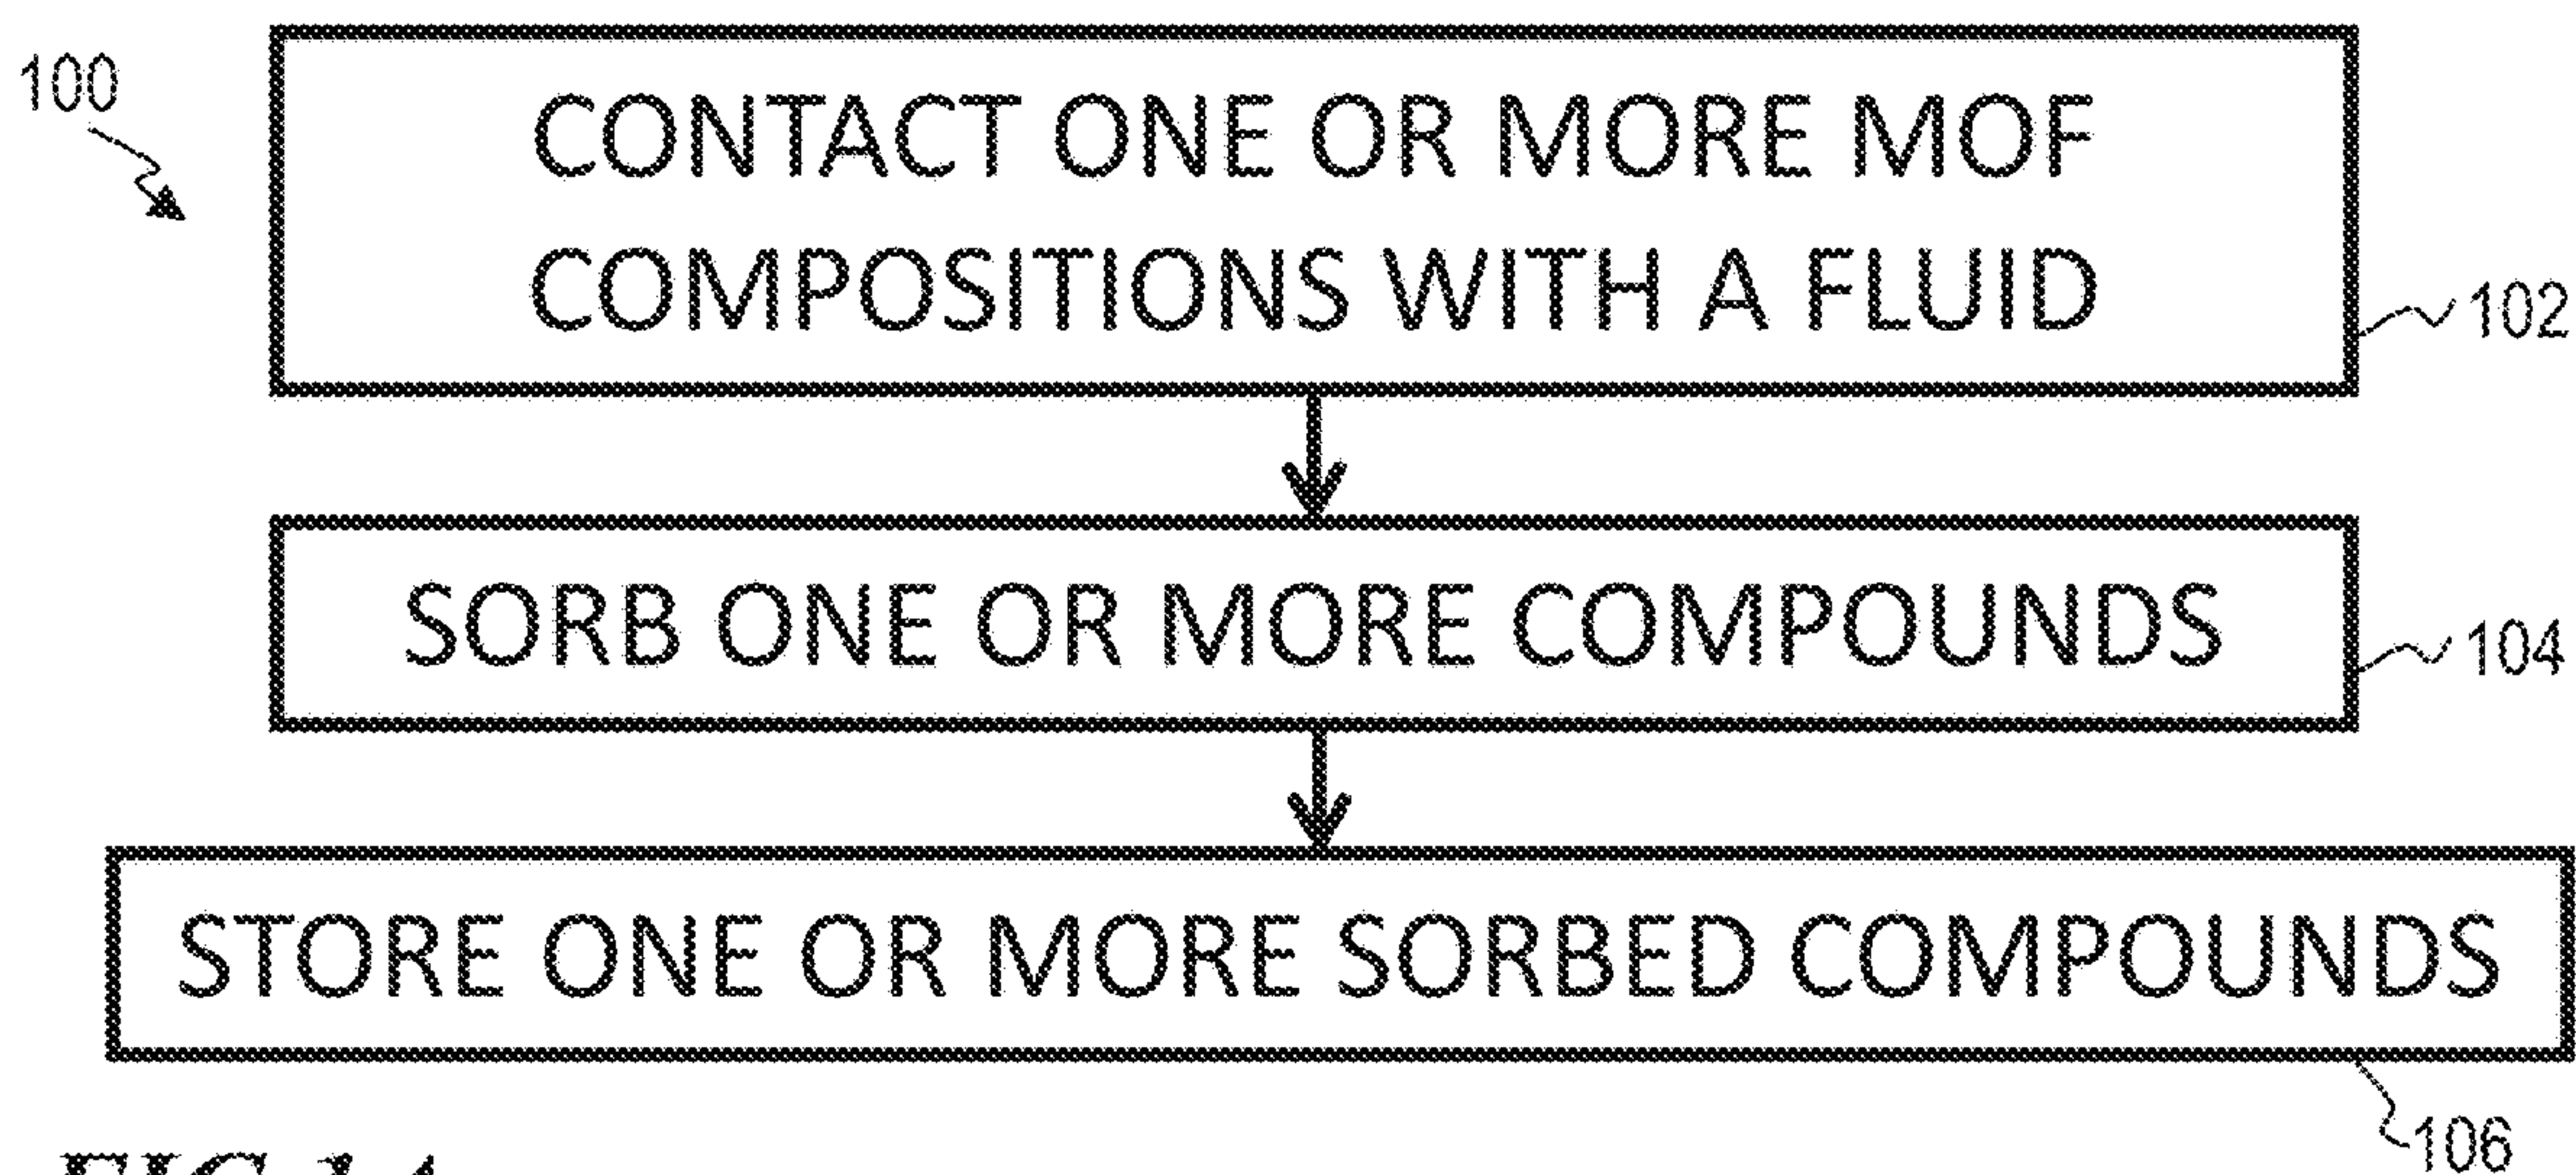 100
CONTACT ONE OR MORE MOF
COMPOSITIONS WITH A FLUID
102
SORB ONE OR MORE COMPOUNDS
104
STORE ONE OR MORE SORBED COMPOUNDS
106